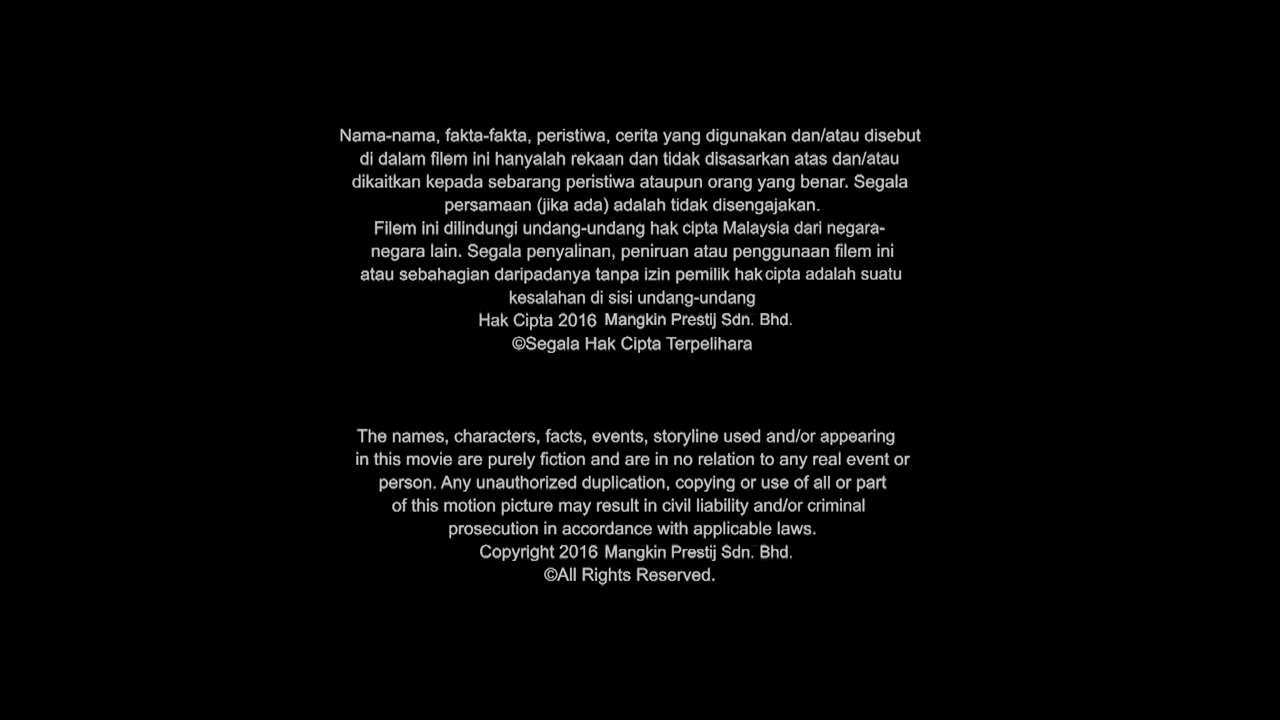 Nama-nama, fakta-fakta, peristiwa, cerita yang digunakan dan/atau disebut
di dalam filem ini hanyalah rekaan dan tidak disasarkan atas dan/atau
dikaitkan kepada sebarang peristiwa ataupun orang yang benar. Segala
persamaan (jika ada) adalah tidak disengajakan.
Filem ini dilindungi undang-undang hak cipta Malaysia dari negara-
negara lain. Segala penyalinan, peniruan atau penggunaan filem ini
atau sebahagian daripadanya tanpa izin pemilik hak cipta adalah suatu
kesalahan di sisi undang-undang
Hak Cipta 2016 Mangkin Prestij Sdn. Bhd.
©Segala Hak Cipta Terpelihara
The names, characters, facts, events, storyline used and/or appearing
in this movie are purely fiction and are in no relation to any real event or
person. Any unauthorized duplication, copying or use of all or part
of this motion picture may result in civil liability and/or criminal
prosecution in accordance with applicable laws.
Copyright 2016 Mangkin Prestij Sdn. Bhd.
©All Rights Reserved.